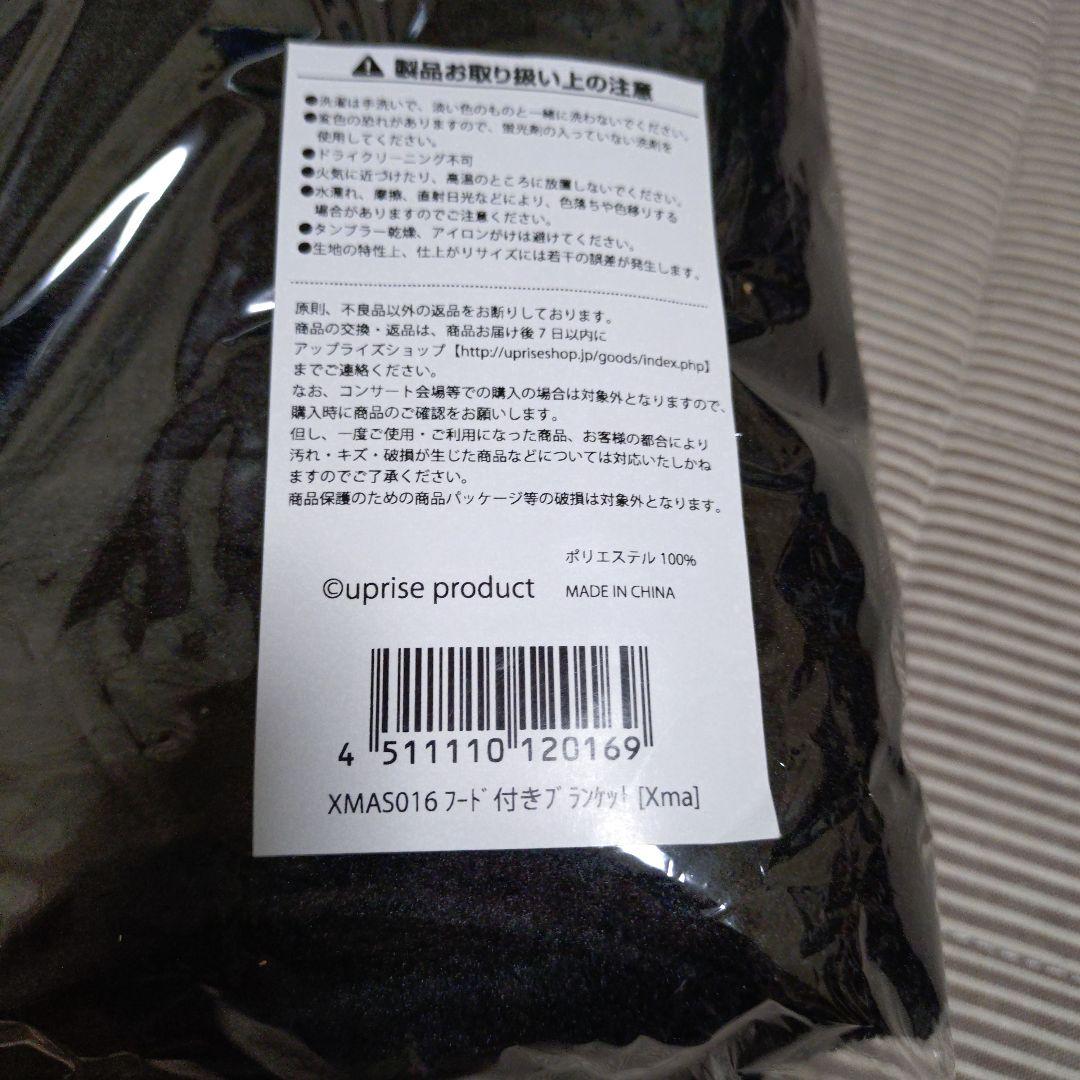 ⚠ 製品お取り扱い上の注意
●洗濯は手洗いで、淡い色のものと一緒に洗わないでください。
●変色の恐れがありますので、蛍光剤の入っていない洗剤を
使用してください。
●ドライクリーニング不可
●火気に近づけたり、高温のところに放置しないでください。
●水濡れ、摩擦、直射日光などにより、色落ちや色移りする
場合がありますのでご注意ください。
●タンブラー乾燥、アイロンがけは避けてください。
●生地の特性上、仕上がりサイズには若干の誤差が発生します。
原則、不良品以外の返品をお断りしております。
商品の交換・返品は、商品お届け後7日以内に
アップライズショップ【http://upriseshop.jp/goods/index.php】
までご連絡ください。
なお、コンサート会場等での購入の場合は対象外となりますので、
購入時に商品のご確認をお願いします。
但し、一度ご使用・ご利用になった商品、お客様の都合により
汚れ・キズ・破損が生じた商品などについては対応いたしかね
ますのでご了承ください。
商品保護のための商品パッケージ等の破損は対象外となります。
ポリエステル 100%
©uprise product MADE IN CHINA
4 511110 120169
XMAS016 ﾌｰﾄﾞ付きﾌﾞﾗﾝｹｯﾄ [Xma]